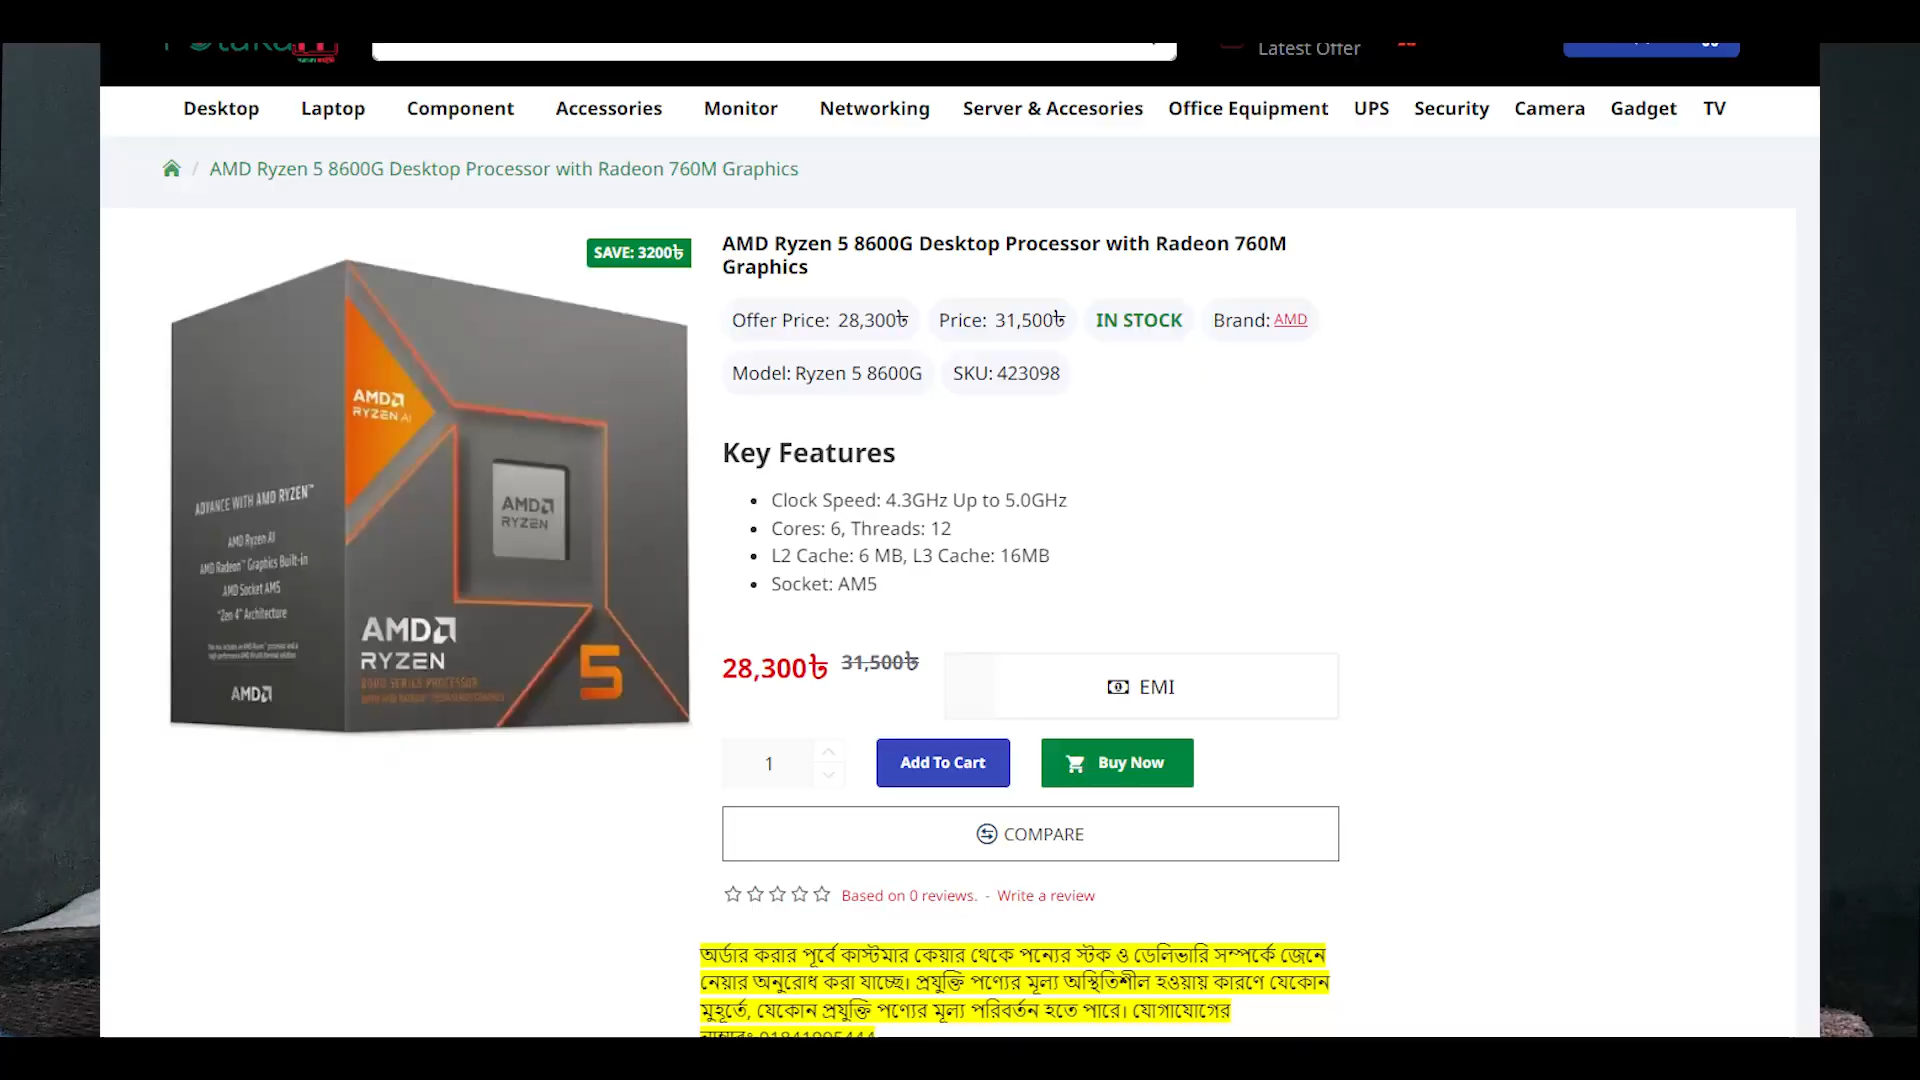 Latest Offer
Desktop Laptop Component Accessories Monitor Networking Server & Accesories Office Equipment UPS Security Camera Gadget TV
/ AMD Ryzen 5 8600G Desktop Processor with Radeon 760M Graphics
SAVE: 3200৳
AMD
RYZEN AI
ADVANCE WITH AMD RYZEN™
AMD Ryzen AI
AMD Radeon™ Graphics Built-in
AMD Socket AM5
"Zen 4" Architecture
AMD
AMD
RYZEN
AMD
RYZEN
8000 SERIES PROCESSOR
5
AMD Ryzen 5 8600G Desktop Processor with Radeon 760M
Graphics
Offer Price: 28,300৳ Price: 31,500৳ IN STOCK Brand: AMD
Model: Ryzen 5 8600G SKU: 423098
Key Features
• Clock Speed: 4.3GHz Up to 5.0GHz
• Cores: 6, Threads: 12
• L2 Cache: 6 MB, L3 Cache: 16MB
• Socket: AM5
28,300৳ 31,500৳ EMI
1 Add To Cart Buy Now
COMPARE
Based on 0 reviews. - Write a review
অর্ডার করার পূর্বে কাস্টমার কেয়ার থেকে পন্যের স্টক ও ডেলিভারি সম্পর্কে জেনে
নেয়ার অনুরোধ করা যাচ্ছে। প্রযুক্তি পণ্যের মূল্য অস্থিতিশীল হওয়ায় কারণে যেকোন
মুহূর্তে, যেকোন প্রযুক্তি পণ্যের মূল্য পরিবর্তন হতে পারে। যোগাযোগের